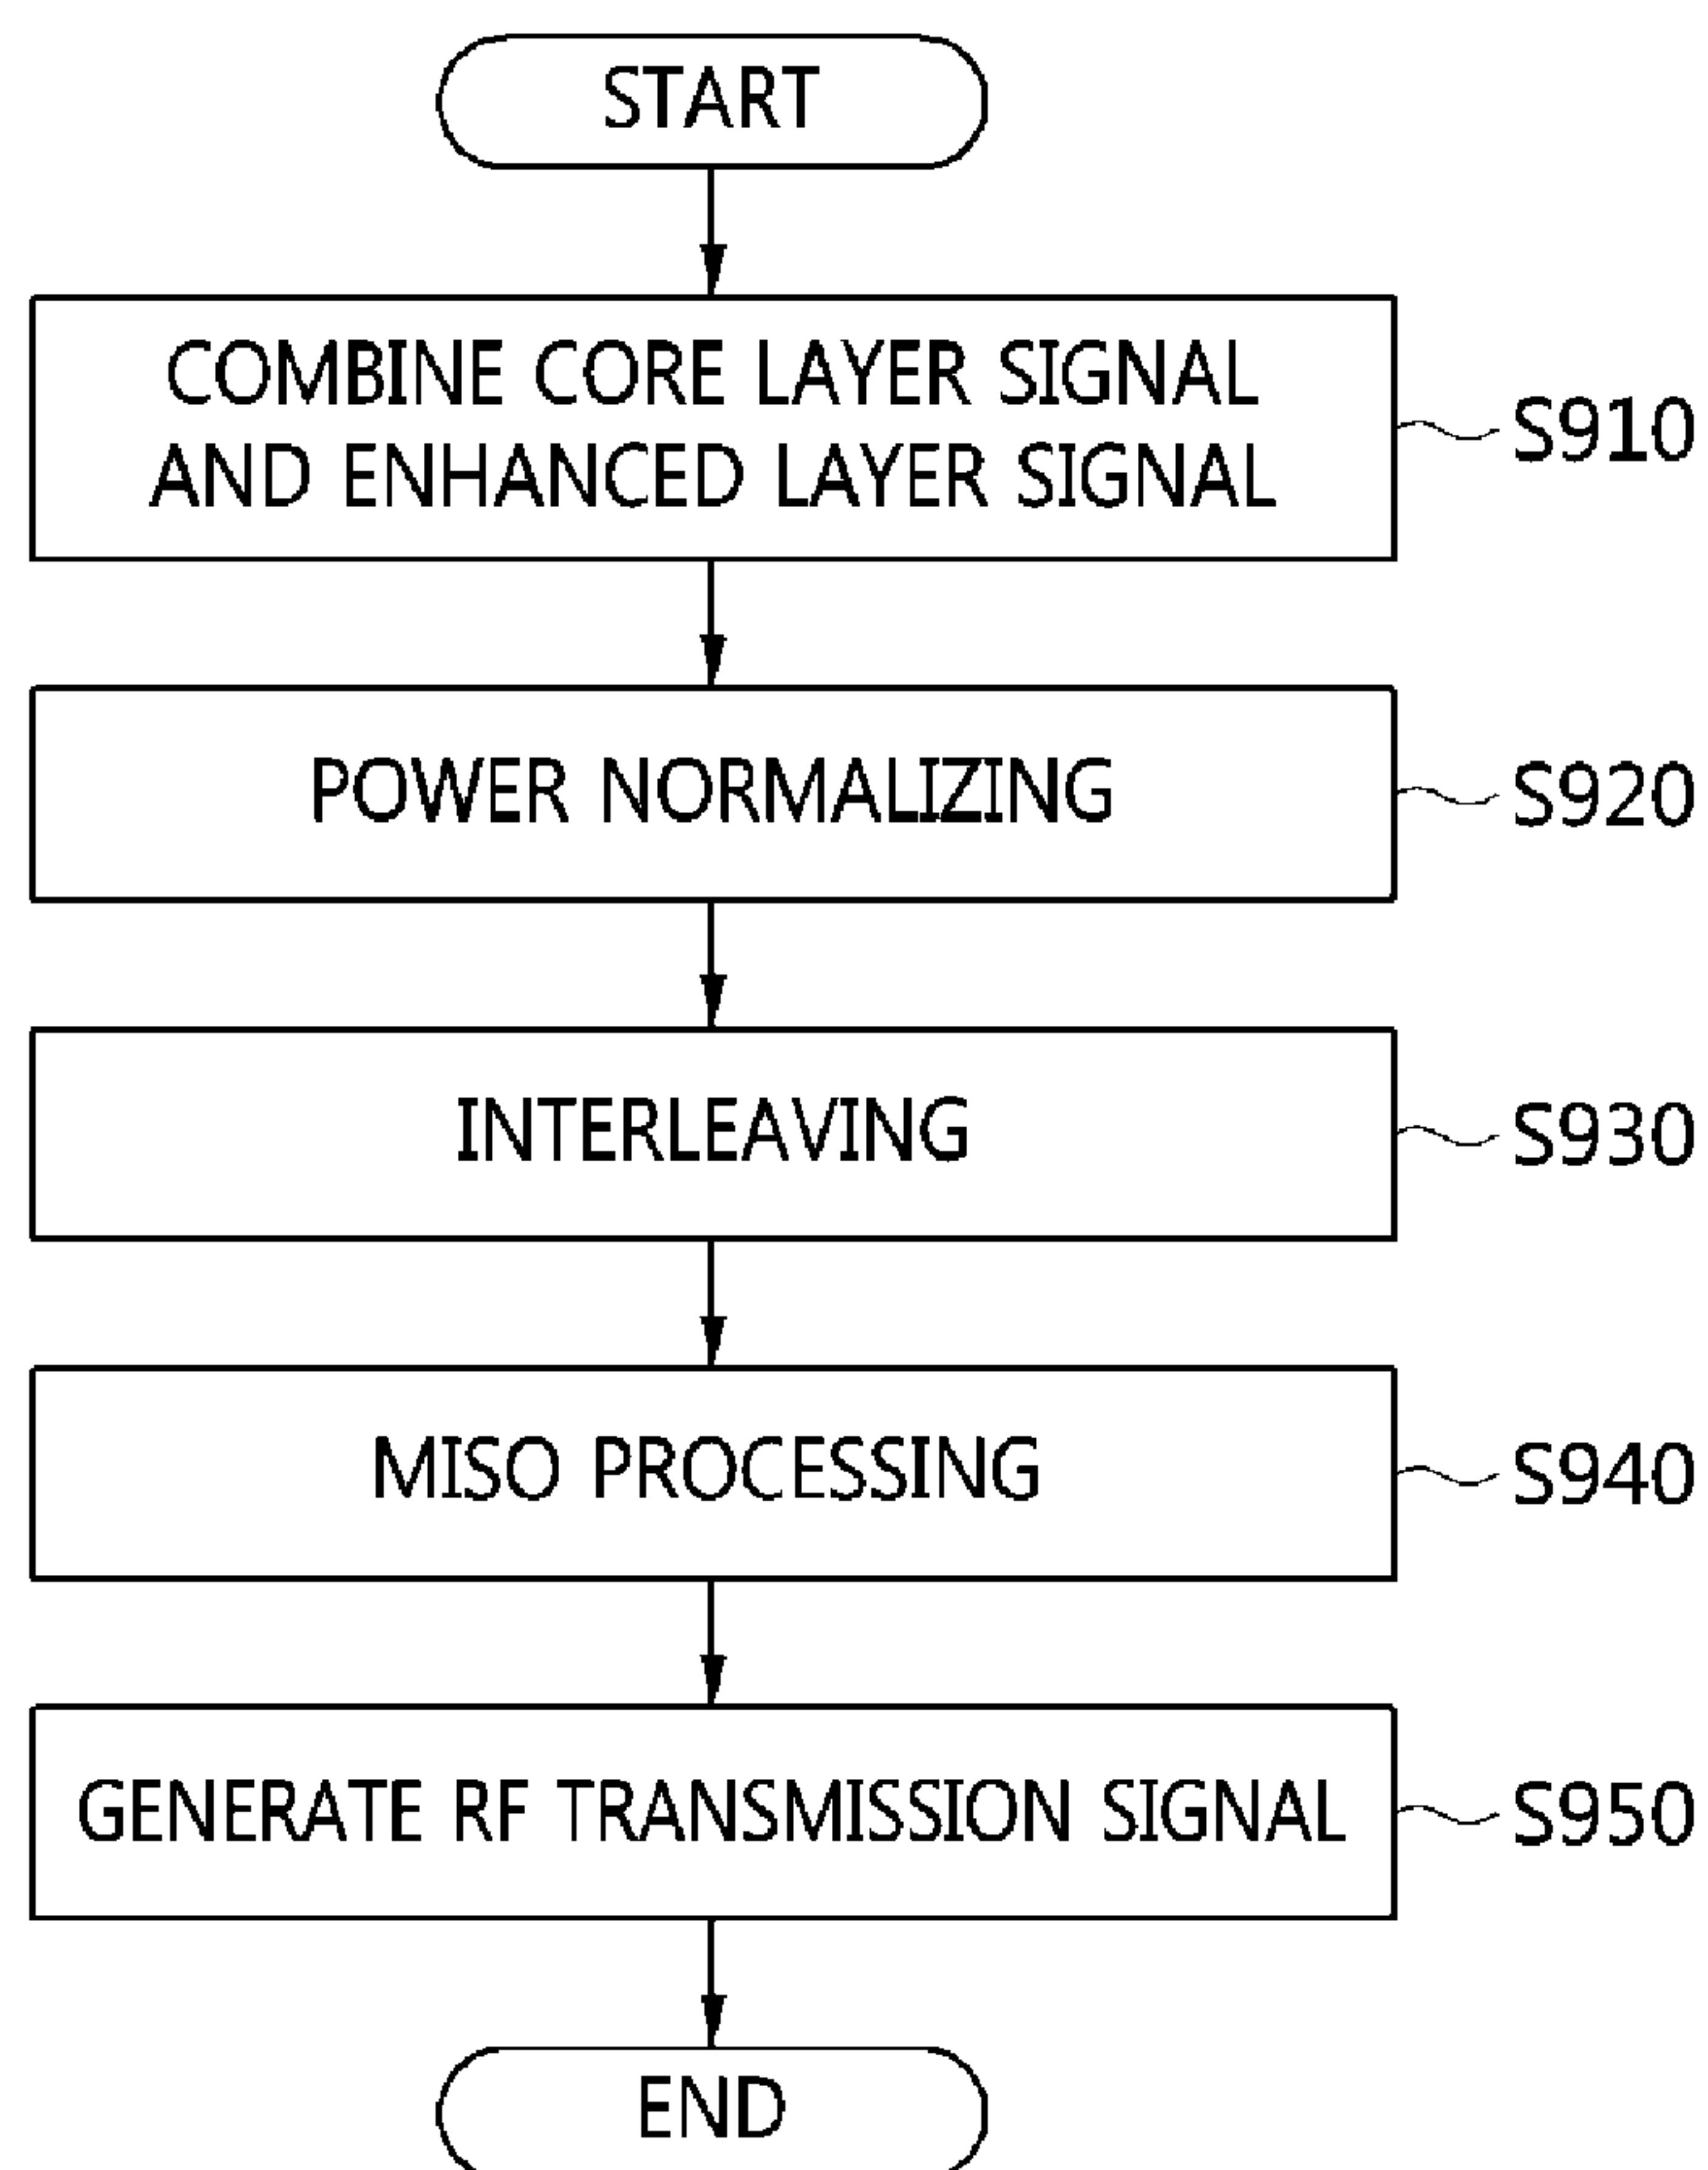 START
COMBINE CORE LAYER SIGNAL
AND ENHANCED LAYER SIGNAL
S910
POWER NORMALIZING
S920
INTERLEAVING
S930
MISO PROCESSING
S940
GENERATE RF TRANSMISSION SIGNAL
S950
END